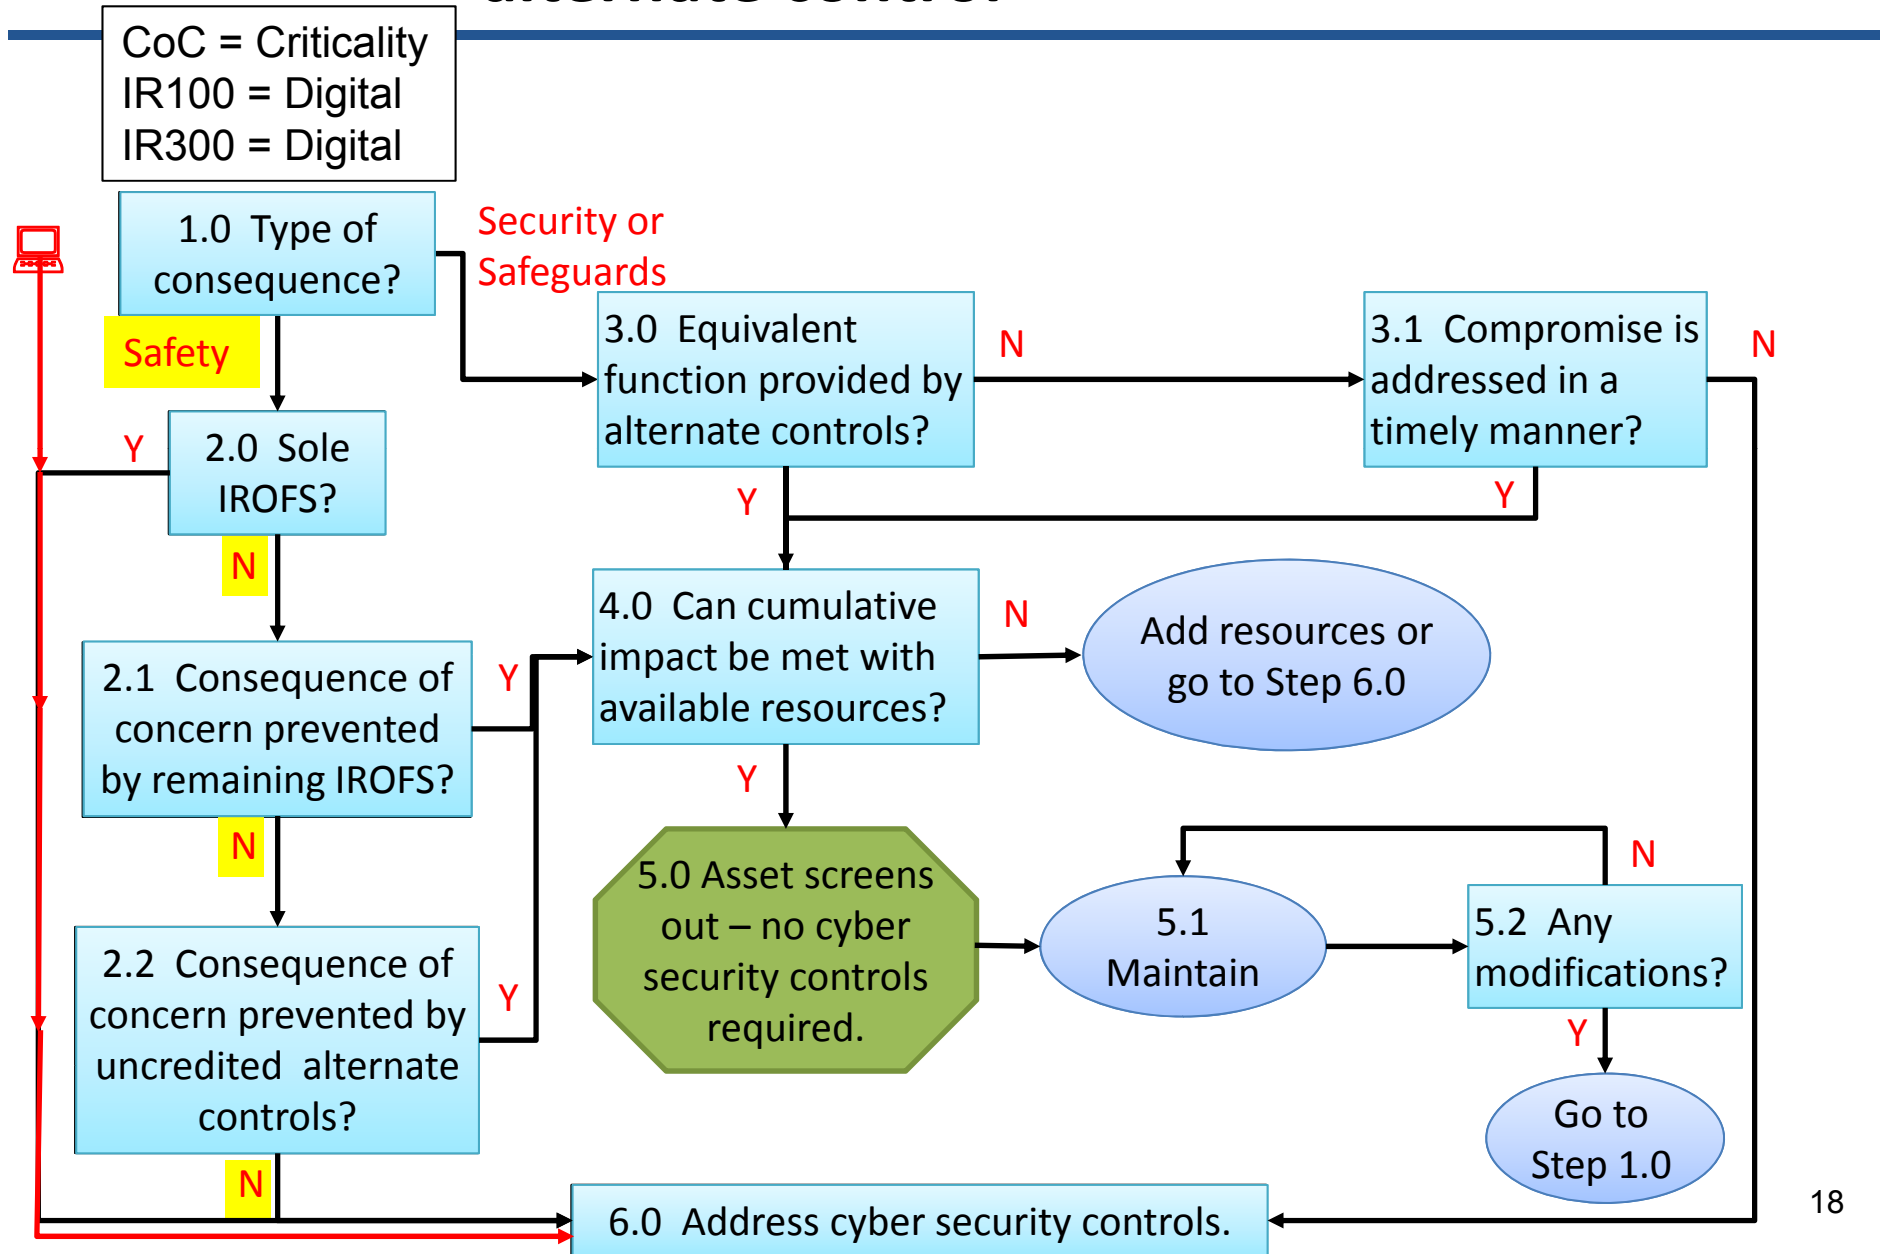 alternate control
CoC = Criticality
IR100 = Digital
IR300 = Digital
1.0 Type of
consequence?
Security or
Safeguards
Safety
2.0 Sole
IROFS?
Y
N
2.1 Consequence of
concern prevented
by remaining IROFS?
Y
N
2.2 Consequence of
concern prevented by
uncredited alternate
controls?
Y
N
3.0 Equivalent
function provided by
alternate controls?
N
Y
3.1 Compromise is
addressed in a
timely manner?
N
Y
4.0 Can cumulative
impact be met with
available resources?
N
Y
Add resources or
go to Step 6.0
5.0 Asset screens
out – no cyber
security controls
required.
5.1
Maintain
5.2 Any
modifications?
N
Y
Go to
Step 1.0
6.0 Address cyber security controls.
18